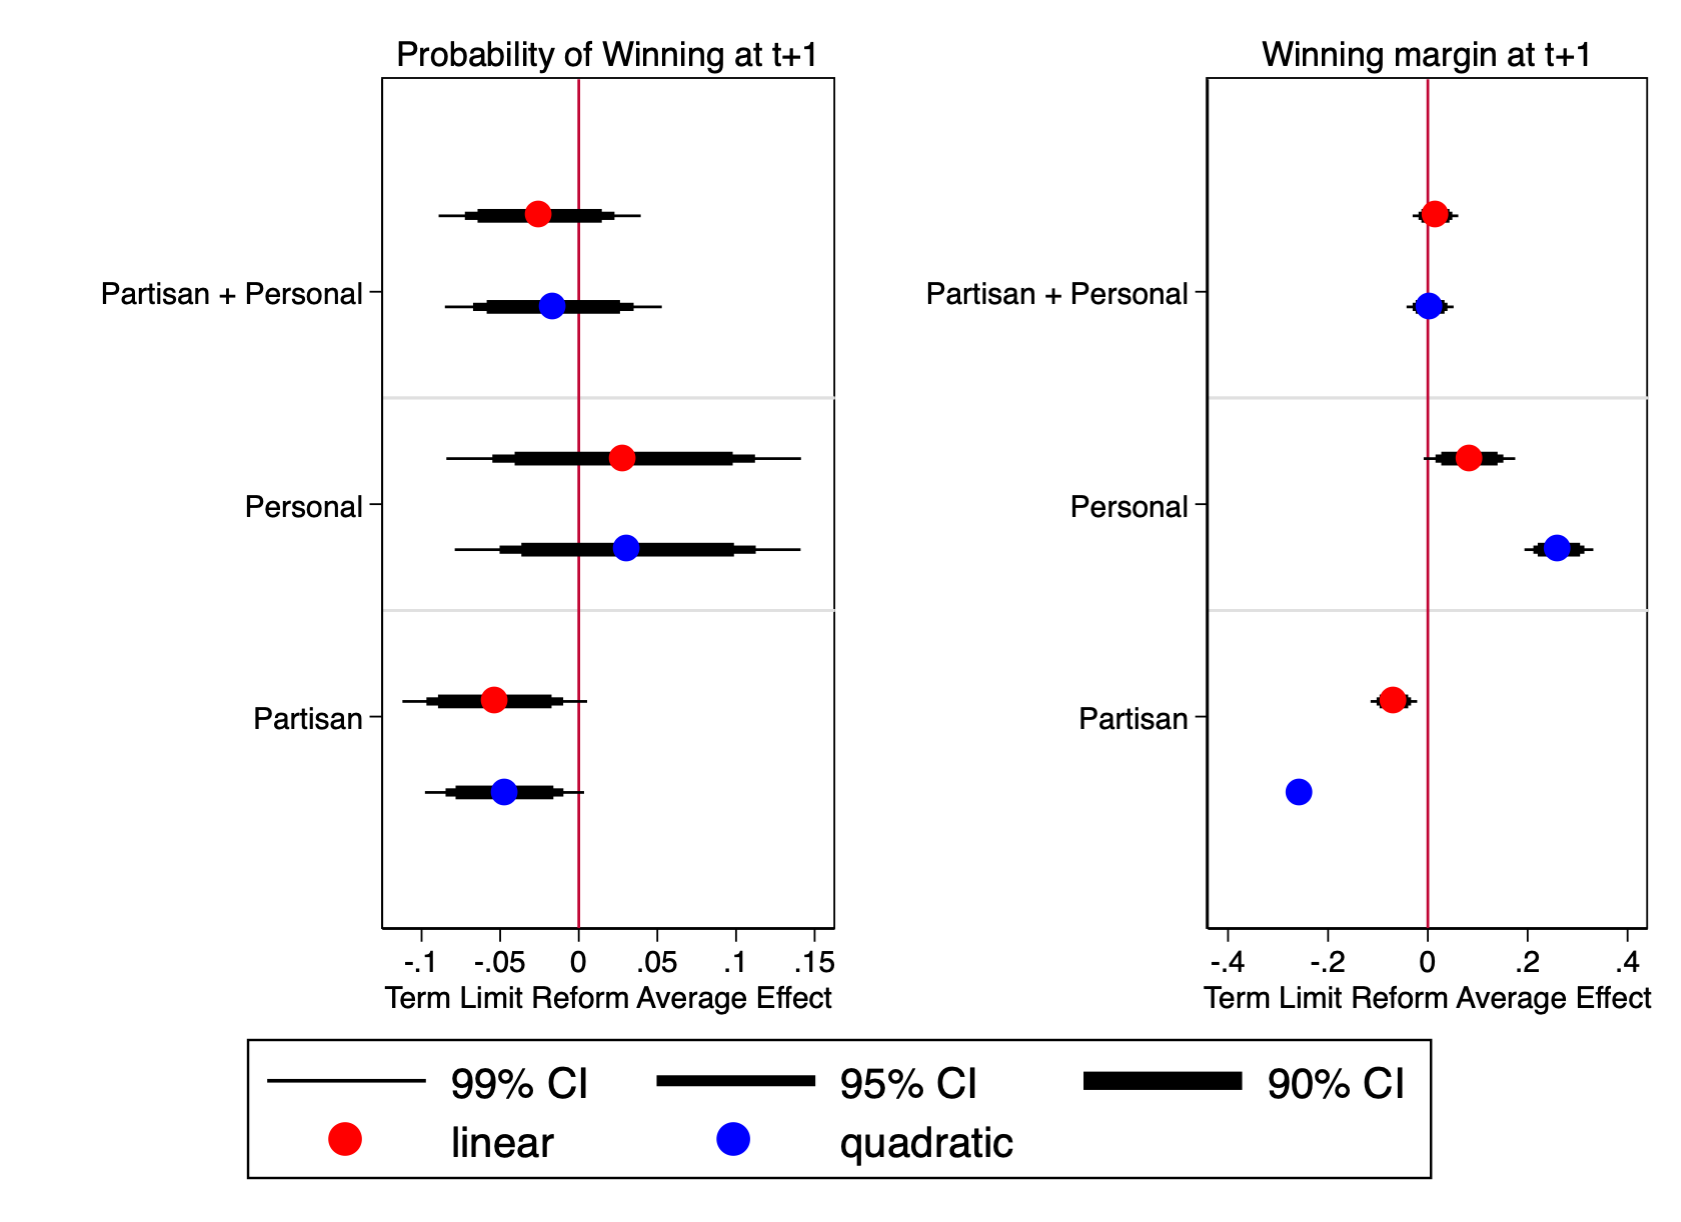 Probability of Winning at t+1
Partisan + Personal
Personal
Partisan
-.1 -.05 0 .05 .1 .15
Term Limit Reform Average Effect
Winning margin at t+1
Partisan + Personal
Personal
Partisan
-.4 -.2 0 .2 .4
Term Limit Reform Average Effect
99% CI 95% CI 90% CI
linear quadratic